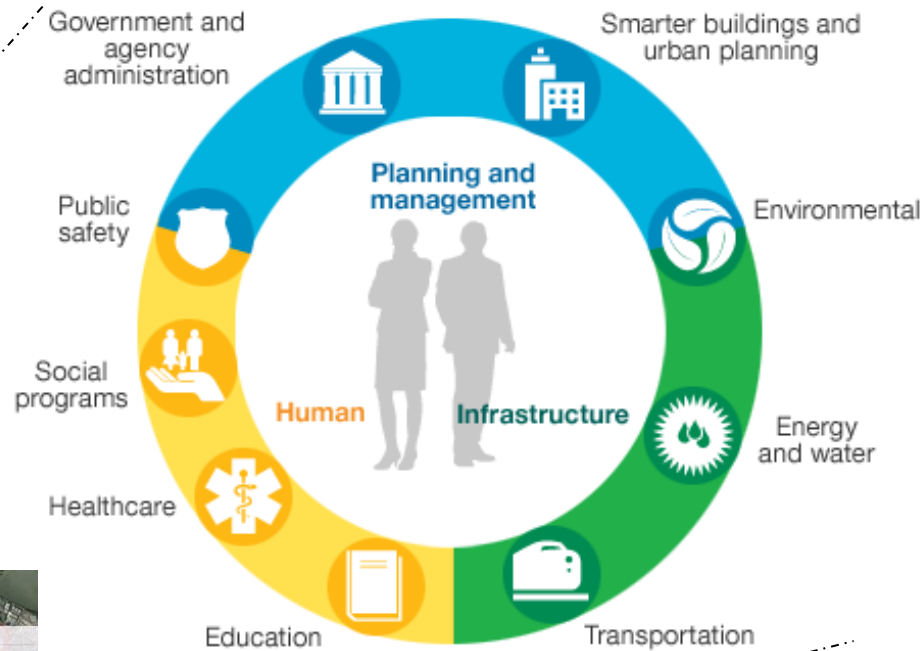 Government and
agency
administration
Smarter buildings and
urban planning
Planning and
management
Public
safety
Environmental
Social
programs
Human
Infrastructure
Energy
and water
Healthcare
Education
Transportation